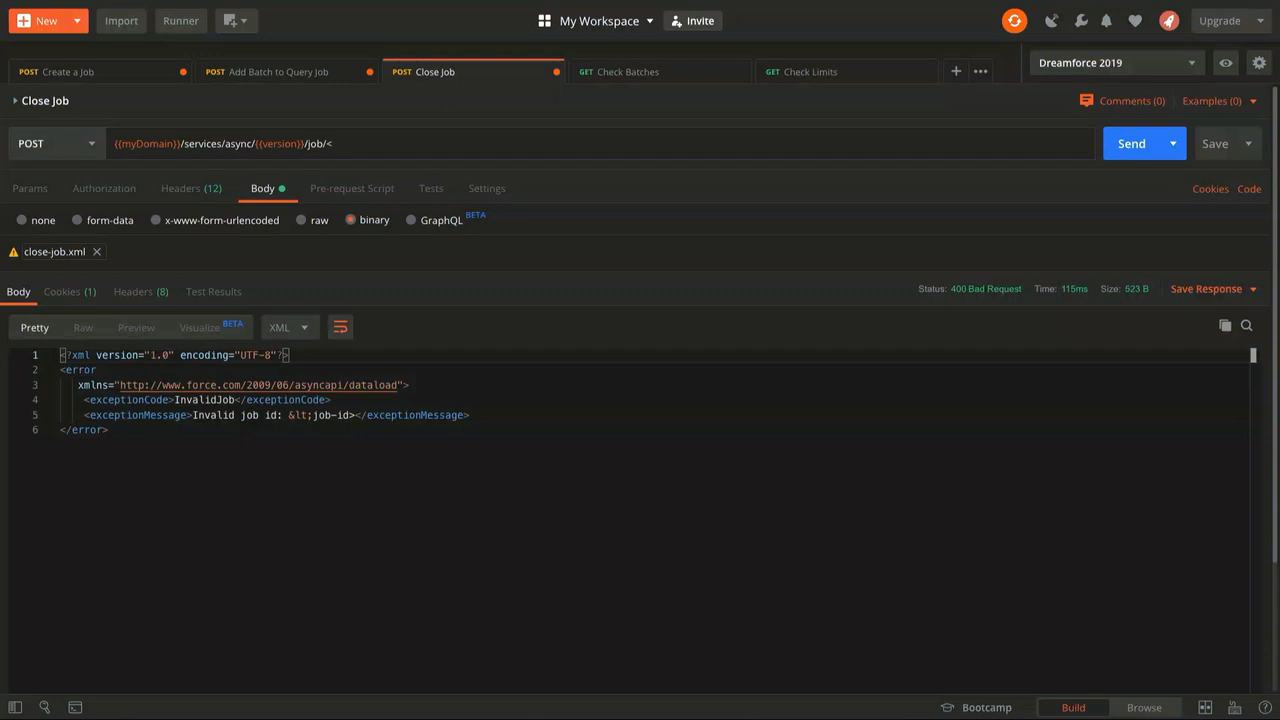 New
Import
Runner
My Workspace
Invite
Upgrade
POST Create a Job
POST Add Batch to Query Job
POST Close Job
GET Check Batches
GET Check Limits
Dreamforce 2019
Close Job
Comments (0)
Examples (0)
POST
{{myDomain}}/services/async/{{version}}/job/<
Send
Save
Params
Authorization
Headers (12)
Body
Pre-request Script
Tests
Settings
Cookies
Code
none
form-data
x-www-form-urlencoded
raw
binary
GraphQL BETA
close-job.xml
Body
Cookies (1)
Headers (8)
Test Results
Status: 400 Bad Request
Time: 115ms
Size: 523 B
Save Response
Pretty
Raw
Preview
Visualize BETA
XML
1 <?xml version="1.0" encoding="UTF-8"?>
2 <error
3 xmlns="http://www.force.com/2009/06/asyncapi/dataload">
4 <exceptionCode>InvalidJob</exceptionCode>
5 <exceptionMessage>Invalid job id: &lt;job-id></exceptionMessage>
6 </error>
Bootcamp
Build
Browse